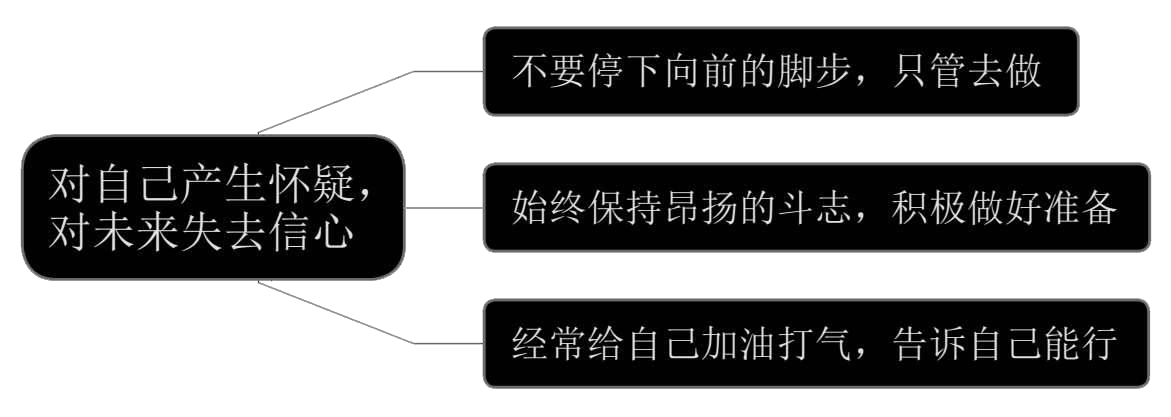 不要停下向前的脚步，只管去做
对自己产生怀疑，
对未来失去信心
始终保持昂扬的斗志，积极做好准备
经常给自己加油打气，告诉自己能行